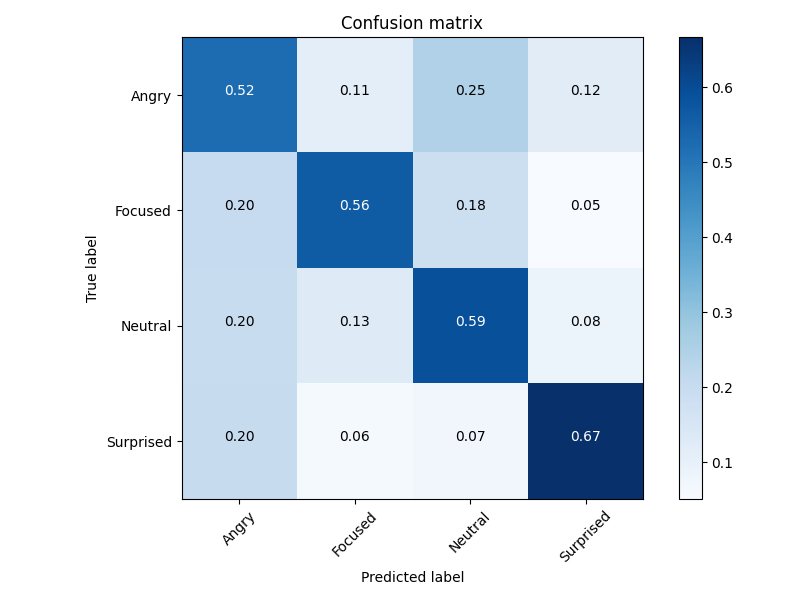 Confusion matrix
Angry 0.52 0.11 0.25 0.12
Focused 0.20 0.56 0.18 0.05
Neutral 0.20 0.13 0.59 0.08
Surprised 0.20 0.06 0.07 0.67
Angry Focused Neutral Surprised
Predicted label
True label
0.6
0.5
0.4
0.3
0.2
0.1